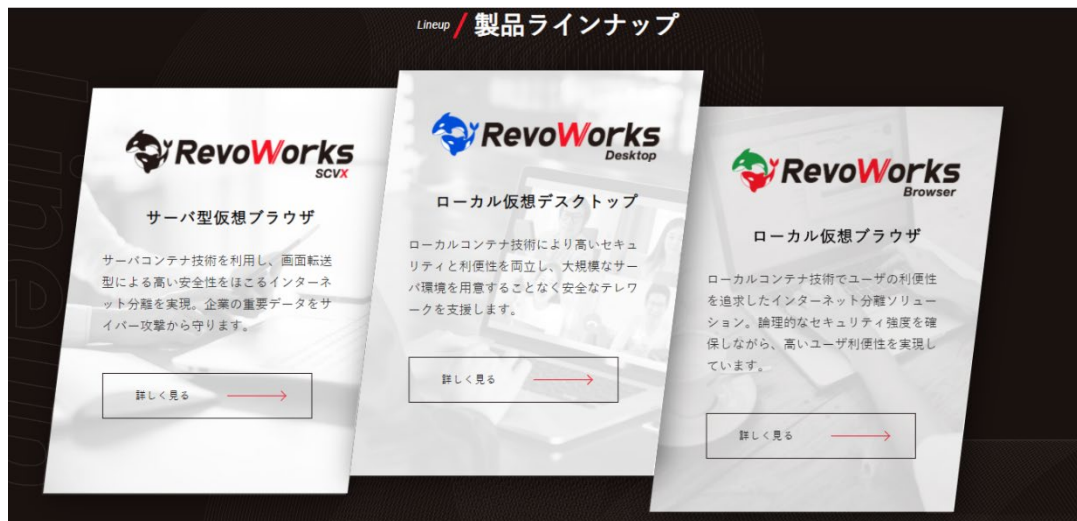 Lineup / 製品ラインナップ
RevoWorks
SCVX
サーバ型仮想ブラウザ
サーバコンテナ技術を利用し、画面転送
型による高い安全性をほこるインターネ
ット分離を実現。企業の重要データをサ
イバー攻撃から守ります。
詳しく見る
RevoWorks
Desktop
ローカル仮想デスクトップ
ローカルコンテナ技術により高いセキュ
リティと利便性を両立し、大規模なサー
バ環境を用意することなく安全なテレワ
ークを支援します。
詳しく見る
RevoWorks
Browser
ローカル仮想ブラウザ
ローカルコンテナ技術でユーザの利便性
を追求したインターネット分離ソリュー
ション。論理的なセキュリティ強度を確
保しながら、高いユーザ利便性を実現し
ています。
詳しく見る
Lineup